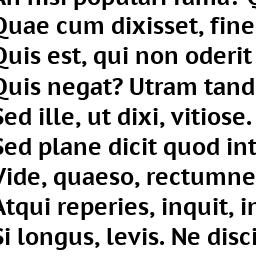 An nisi populari fama?
Quae cum dixisset, fine
Quis est, qui non oderit
Quis negat? Utram tand
Sed ille, ut dixi, vitiose.
Sed plane dicit quod int
Vide, quaeso, rectumne
Atqui reperies, inquit, in
Si longus, levis. Ne disci